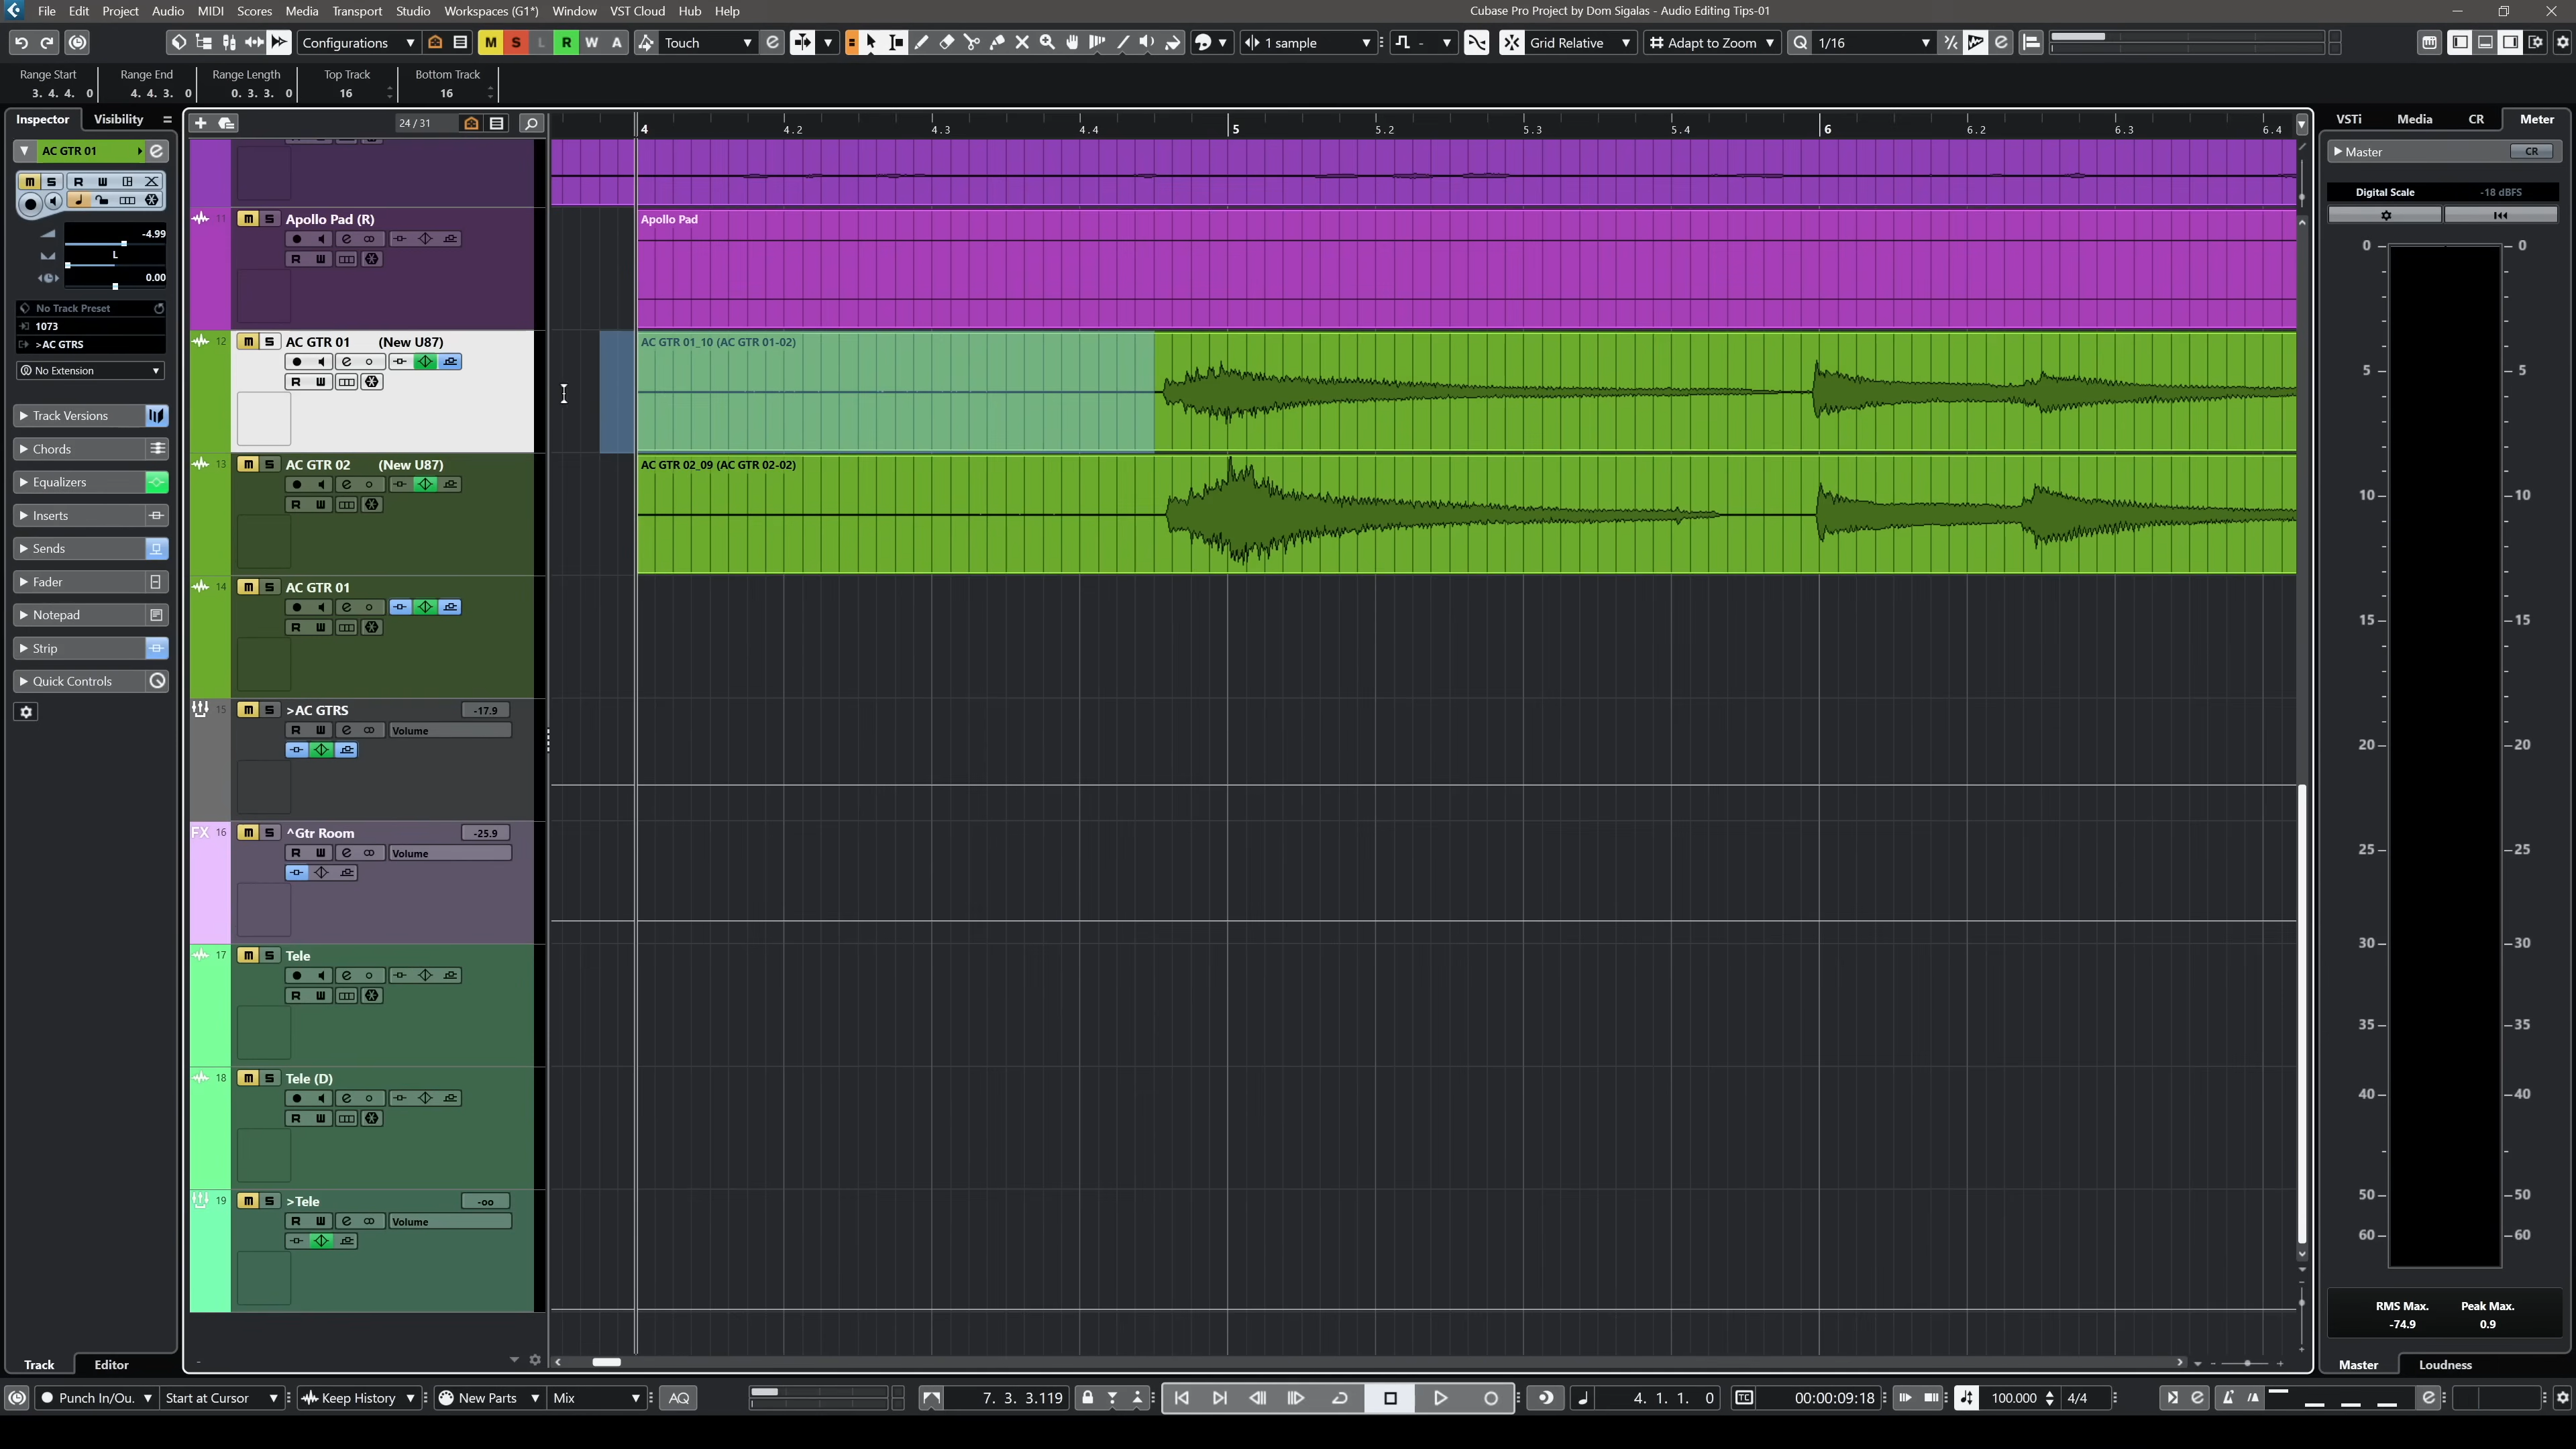 File Edit Project Audio MIDI Scores Media Transport Studio Workspaces (G1*) Window VST Cloud Hub Help
Cubase Pro Project by Dom Sigalas - Audio Editing Tips-01
Configurations M S L R W A Touch 1 sample - Grid Relative Adapt to Zoom 1/16
Range Start Range End Range Length Top Track Bottom Track
3. 4. 4. 0 4. 4. 3. 0 0. 3. 3. 0 16 16
Inspector Visibility
24 / 31
4 4.2 4.3 4.4 5 5.2 5.3 5.4 6 6.2 6.3 6.4
VSTi Media CR Meter
AC GTR 01
Master CR
M S R W
Digital Scale -18 dBFS
-4.99
L
0.00
No Track Preset
1073
>AC GTRS
No Extension
Track Versions
Chords
Equalizers
Inserts
Sends
Fader
Notepad
Strip
Quick Controls
11 M S Apollo Pad (R)
R W
Apollo Pad
12 M S AC GTR 01 (New U87)
R W
AC GTR 01_10 (AC GTR 01-02)
13 M S AC GTR 02 (New U87)
R W
AC GTR 02_09 (AC GTR 02-02)
14 M S AC GTR 01
R W
15 M S >AC GTRS -17.9
R W Volume
FX 16 M S ^Gtr Room -25.9
R W Volume
17 M S Tele
R W
18 M S Tele (D)
R W
19 M S >Tele -oo
R W Volume
0 0
5 5
10 10
15 15
20 20
25 25
30 30
35 35
40 40
50 50
60 60
RMS Max. Peak Max.
-74.9 0.9
Track Editor
Master Loudness
Punch In/Ou. Start at Cursor Keep History New Parts Mix AQ 7. 3. 3.119 4. 1. 1. 0 TC 00:00:09:18 100.000 4/4